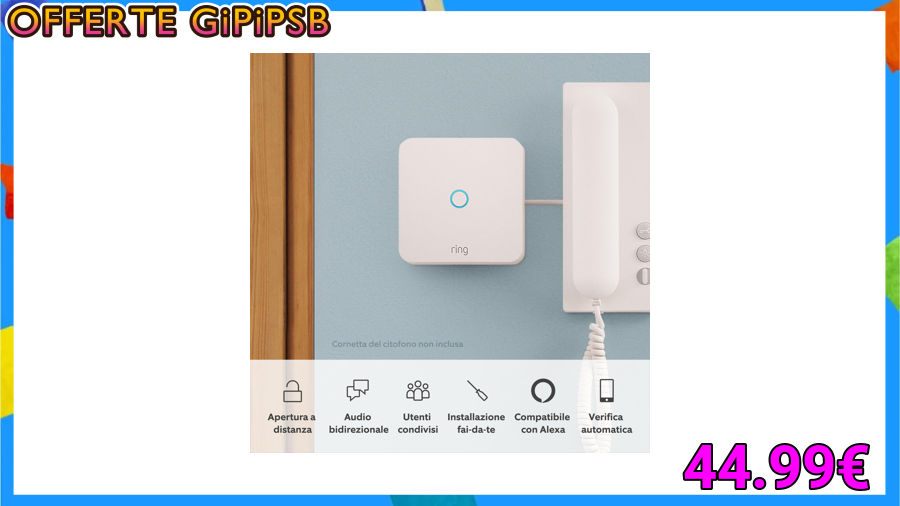 OFFERTE GiPiPSB
ring
Cornetta del citofono non inclusa
Apertura a
distanza
Audio
bidirezionale
Utenti
condivisi
Installazione
fai-da-te
Compatibile
con Alexa
Verifica
automatica
44.99€